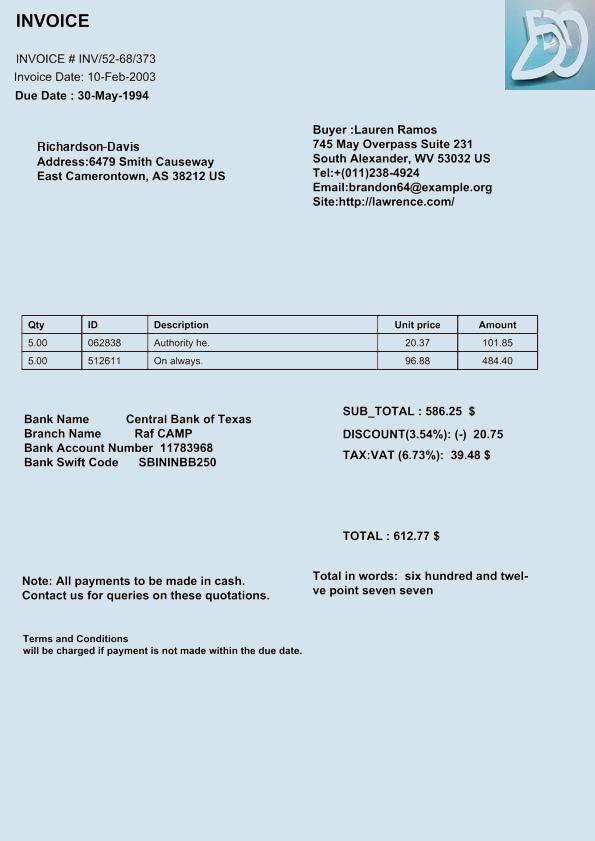 INVOICE
INVOICE # INV/52-68/373
Invoice Date: 10-Feb-2003
Due Date : 30-May-1994
Richardson-Davis
Address:6479 Smith Causeway
East Camerontown, AS 38212 US
Buyer :Lauren Ramos
745 May Overpass Suite 231
South Alexander, WV 53032 US
Tel:+(011)238-4924
Email:brandon64@example.org
Site:http://lawrence.com/
Qty ID Description Unit price Amount
5.00 062838 Authority he. 20.37 101.85
5.00 512611 On always. 96.88 484.40
Bank Name Central Bank of Texas
Branch Name Raf CAMP
Bank Account Number 11783968
Bank Swift Code SBININBB250
SUB_TOTAL : 586.25 $
DISCOUNT(3.54%): (-) 20.75
TAX:VAT (6.73%): 39.48 $
TOTAL : 612.77 $
Total in words: six hundred and twel-
ve point seven seven
Note: All payments to be made in cash.
Contact us for queries on these quotations.
Terms and Conditions
will be charged if payment is not made within the due date.